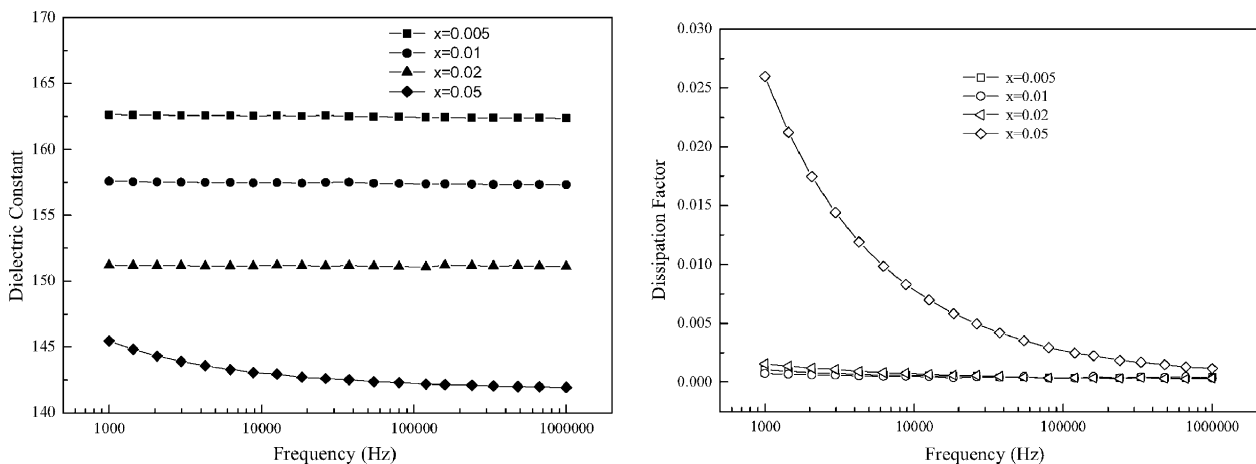 170
165
160
155
150
145
140
Dielectric Constant
x=0.005
x=0.01
x=0.02
x=0.05
1000
10000
100000
1000000
Frequency (Hz)
0.030
0.025
0.020
0.015
0.010
0.005
0.000
Dissipation Factor
x=0.005
x=0.01
x=0.02
x=0.05
1000
10000
100000
1000000
Frequency (Hz)